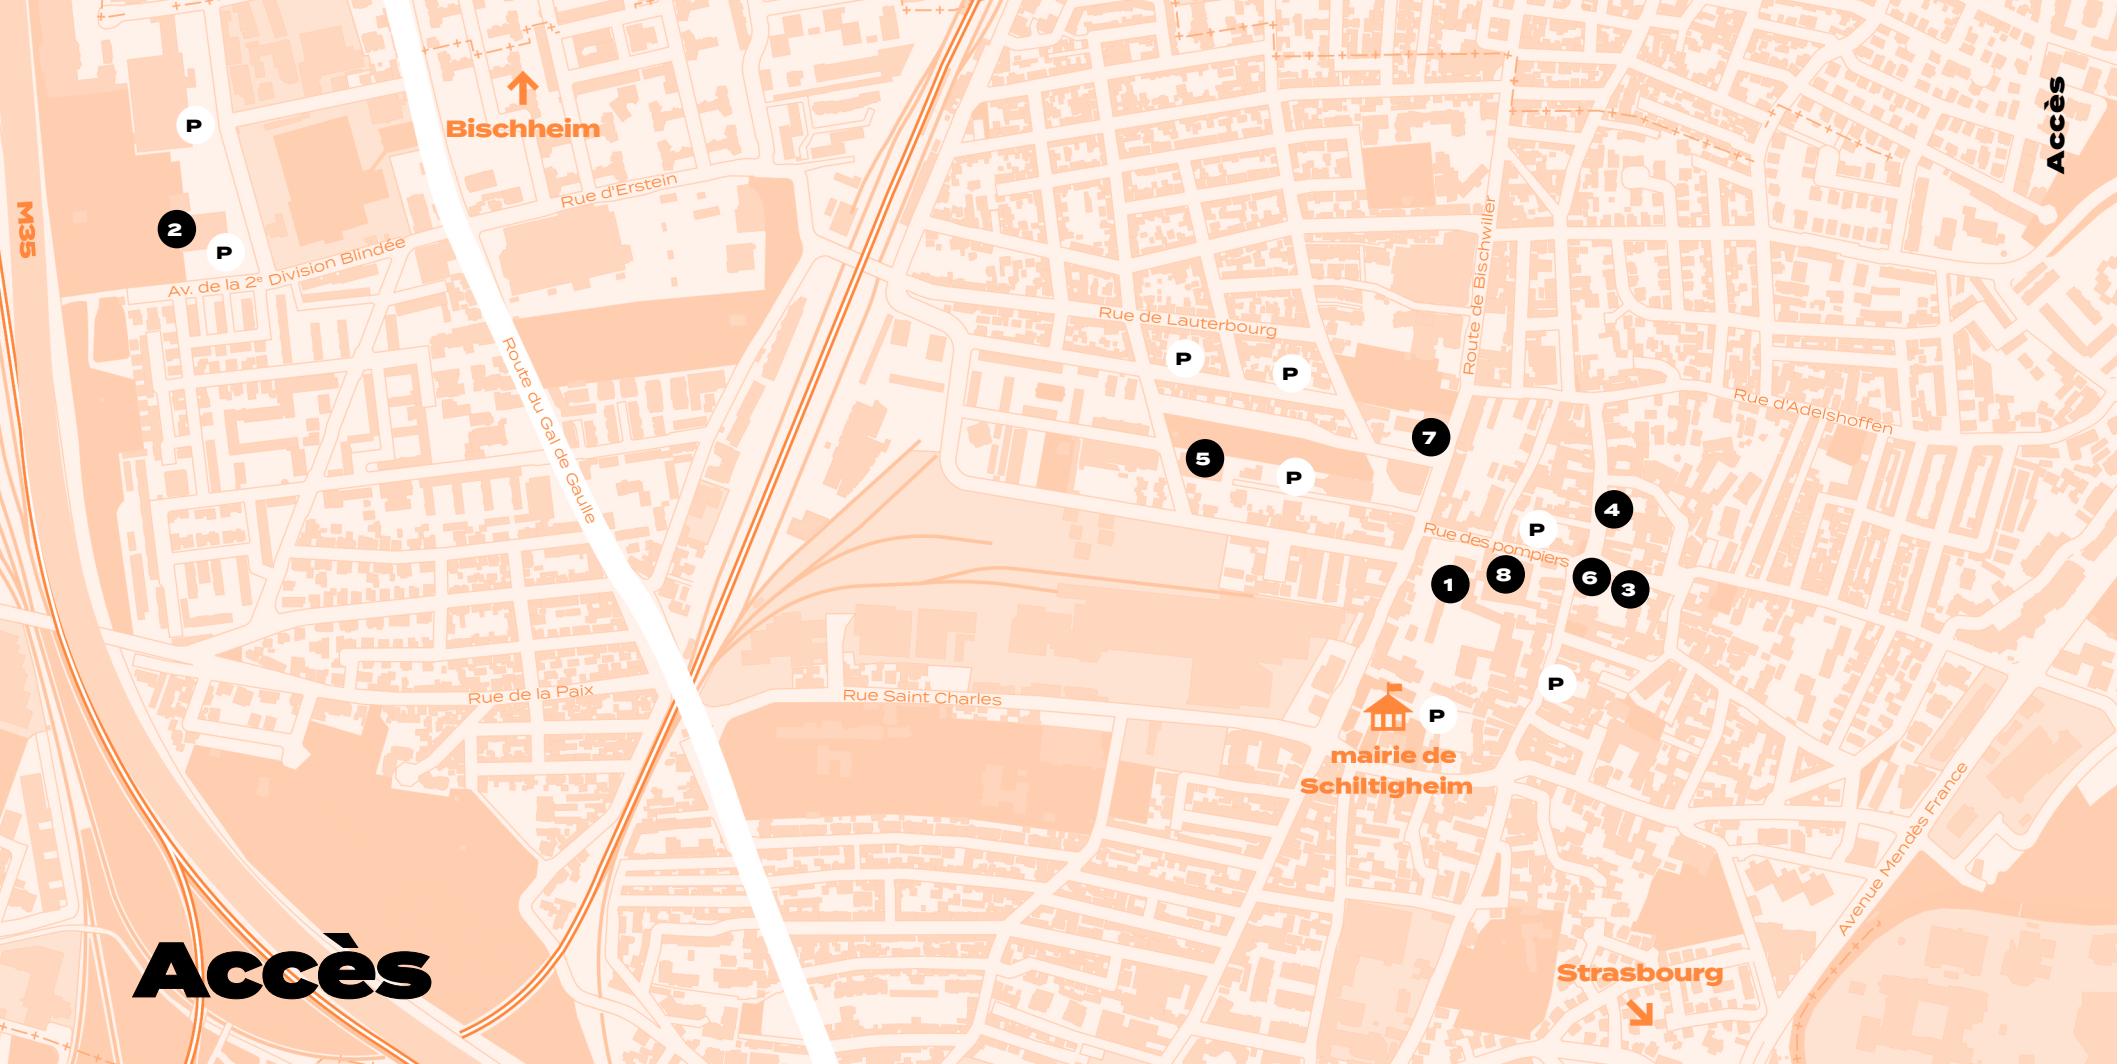 Accès
P
Bischheim
Rue d'Erstein
M35
2
P
Av. de la 2e Division Blindée
Route de Bischwiller
Rue de Lauterbourg
P
P
Route du Gal de Gaulle
Rue d'Adelshoffen
7
5
P
4
P
Rue des pompiers
1
8
6
3
Rue de la Paix
Rue Saint Charles
P
P
mairie de
Schiltigheim
Avenue Mendès France
Accès
Strasbourg